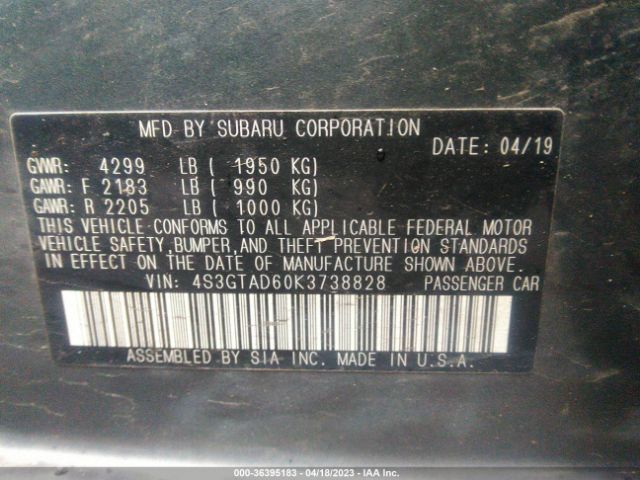 MFD BY SUBARU CORPORATION
DATE: 04/19
GVWR: 4299 LB ( 1950 KG)
GAWR: F 2183 LB ( 990 KG)
GAWR: R 2205 LB ( 1000 KG)
THIS VEHICLE CONFORMS TO ALL APPLICABLE FEDERAL MOTOR
VEHICLE SAFETY,BUMPER,AND THEFT PREVENTION STANDARDS
IN EFFECT ON THE DATE OF MANUFACTURE SHOWN ABOVE.
VIN: 4S3GTAD60K3738828 PASSENGER CAR
ASSEMBLED BY SIA INC. MADE IN U.S.A.
000-36395183 - 04/18/2023 - IAA Inc.